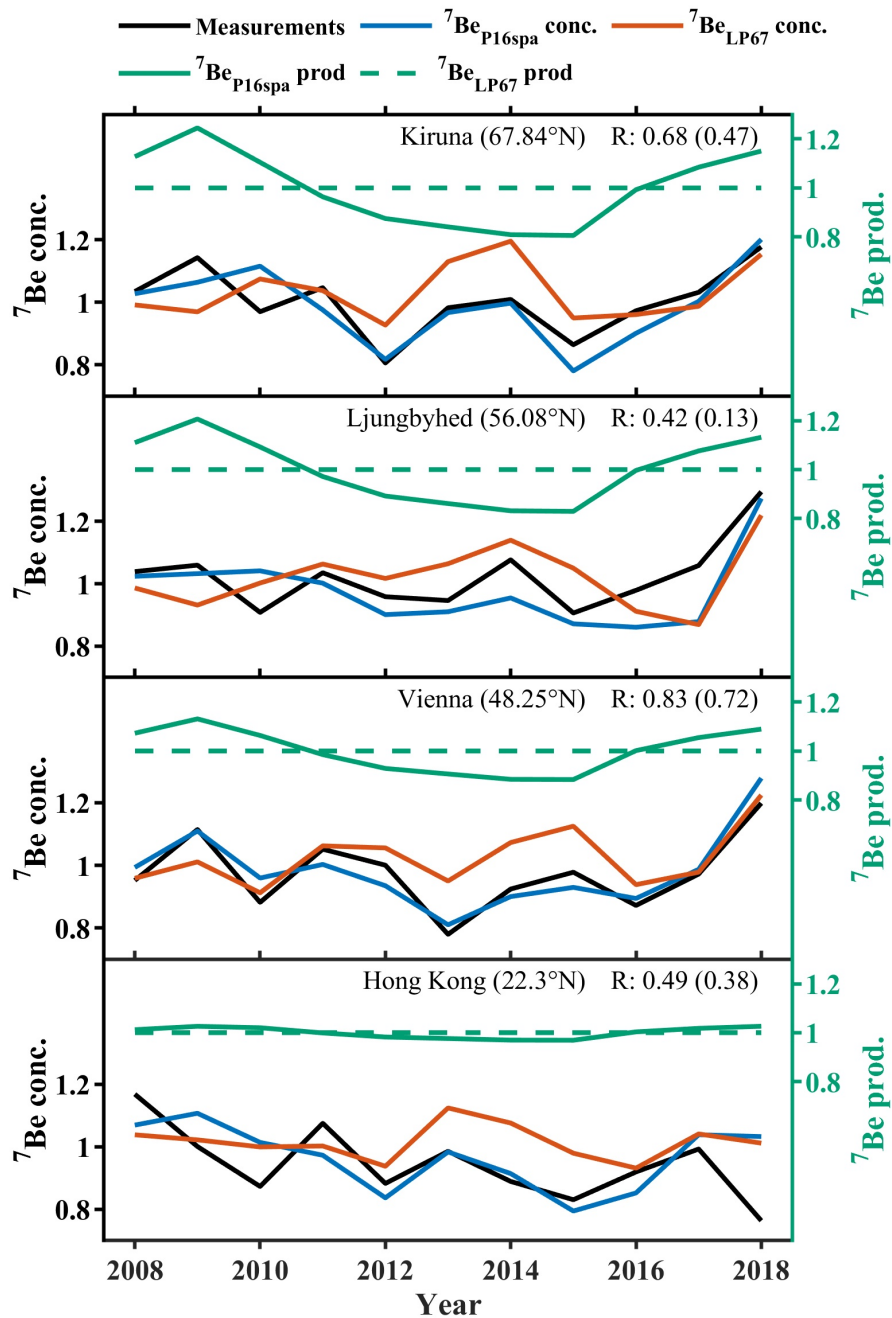 Measurements ⁷Be_P16spa conc. ⁷Be_LP67 conc.
⁷Be_P16spa prod ⁷Be_LP67 prod
Kiruna (67.84°N) R: 0.68 (0.47)
1.2
1
0.8
⁷Be conc.
1.2
1
0.8
⁷Be prod.
Ljungbyhed (56.08°N) R: 0.42 (0.13)
1.2
1
0.8
⁷Be conc.
1.2
1
0.8
⁷Be prod.
Vienna (48.25°N) R: 0.83 (0.72)
1.2
1
0.8
⁷Be conc.
1.2
1
0.8
⁷Be prod.
Hong Kong (22.3°N) R: 0.49 (0.38)
1.2
1
0.8
⁷Be conc.
1.2
1
0.8
⁷Be prod.
2008 2010 2012 2014 2016 2018
Year